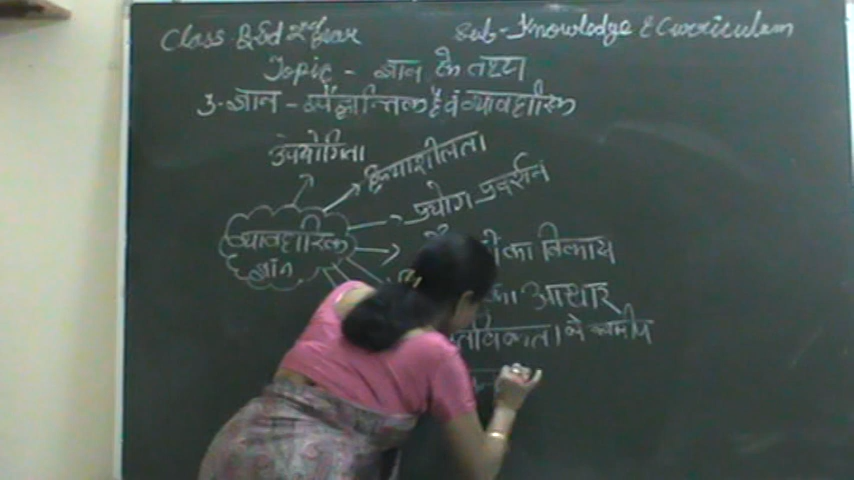 Class B.Ed 2nd Year Sub-Knowledge & Curriculum
Topic - ज्ञान के तथ्य
3-ज्ञान - सैद्धान्तिक एवं व्यावहारिक
उपयोगिता
क्रियाशीलता
प्रयोग प्रदर्शन
व्यावहारिक
ज्ञान
का विकास
का आधार
के समीप